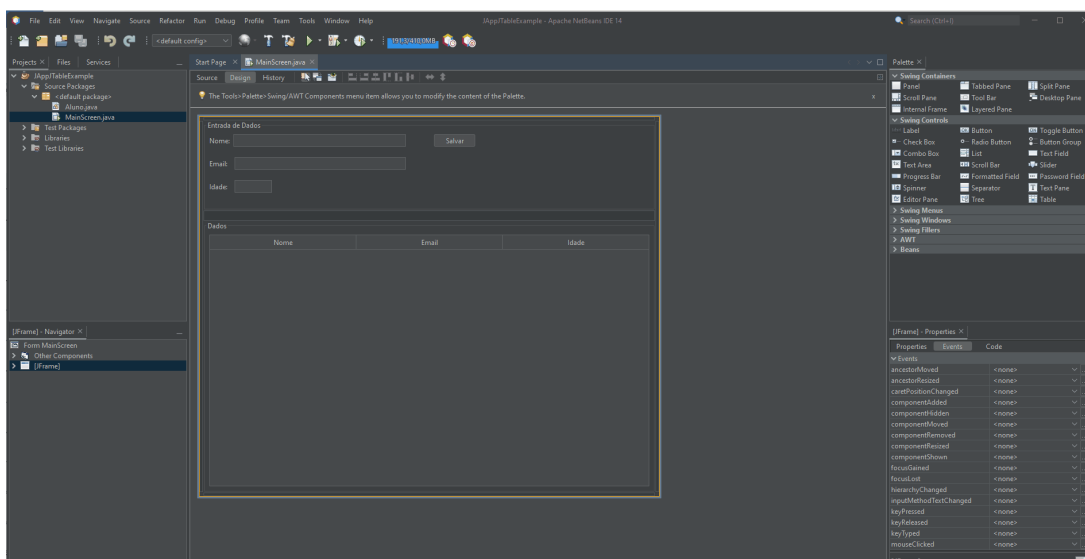 File Edit View Navigate Source Refactor Run Debug Profile Team Tools Window Help
JAppJTableExample - Apache NetBeans IDE 14
Search (Ctrl+I)
<default config>
Projects Files Services
JAppJTableExample
Source Packages
<default package>
Aluno.java
MainScreen.java
Test Packages
Libraries
Test Libraries
[JFrame] - Navigator
Form MainScreen
Other Components
[JFrame]
Start Page MainScreen.java
Source Design History
The Tools>Palette>Swing/AWT Components menu item allows you to modify the content of the Palette.
Entrada de Dados
Nome: Salvar
Email:
Idade:
Dados
Nome Email Idade
Palette
Swing Containers
Panel Tabbed Pane Split Pane
Scroll Pane Tool Bar Desktop Pane
Internal Frame Layered Pane
Swing Controls
Label Button Toggle Button
Check Box Radio Button Button Group
Combo Box List Text Field
Text Area Scroll Bar Slider
Progress Bar Formatted Field Password Field
Spinner Separator Text Pane
Editor Pane Tree Table
Swing Menus
Swing Windows
Swing Fillers
AWT
Beans
[JFrame] - Properties
Properties Events Code
Events
ancestorMoved <none>
ancestorResized <none>
caretPositionChanged <none>
componentAdded <none>
componentHidden <none>
componentMoved <none>
componentRemoved <none>
componentResized <none>
componentShown <none>
focusGained <none>
focusLost <none>
hierarchyChanged <none>
inputMethodTextChanged <none>
keyPressed <none>
keyReleased <none>
keyTyped <none>
mouseClicked <none>